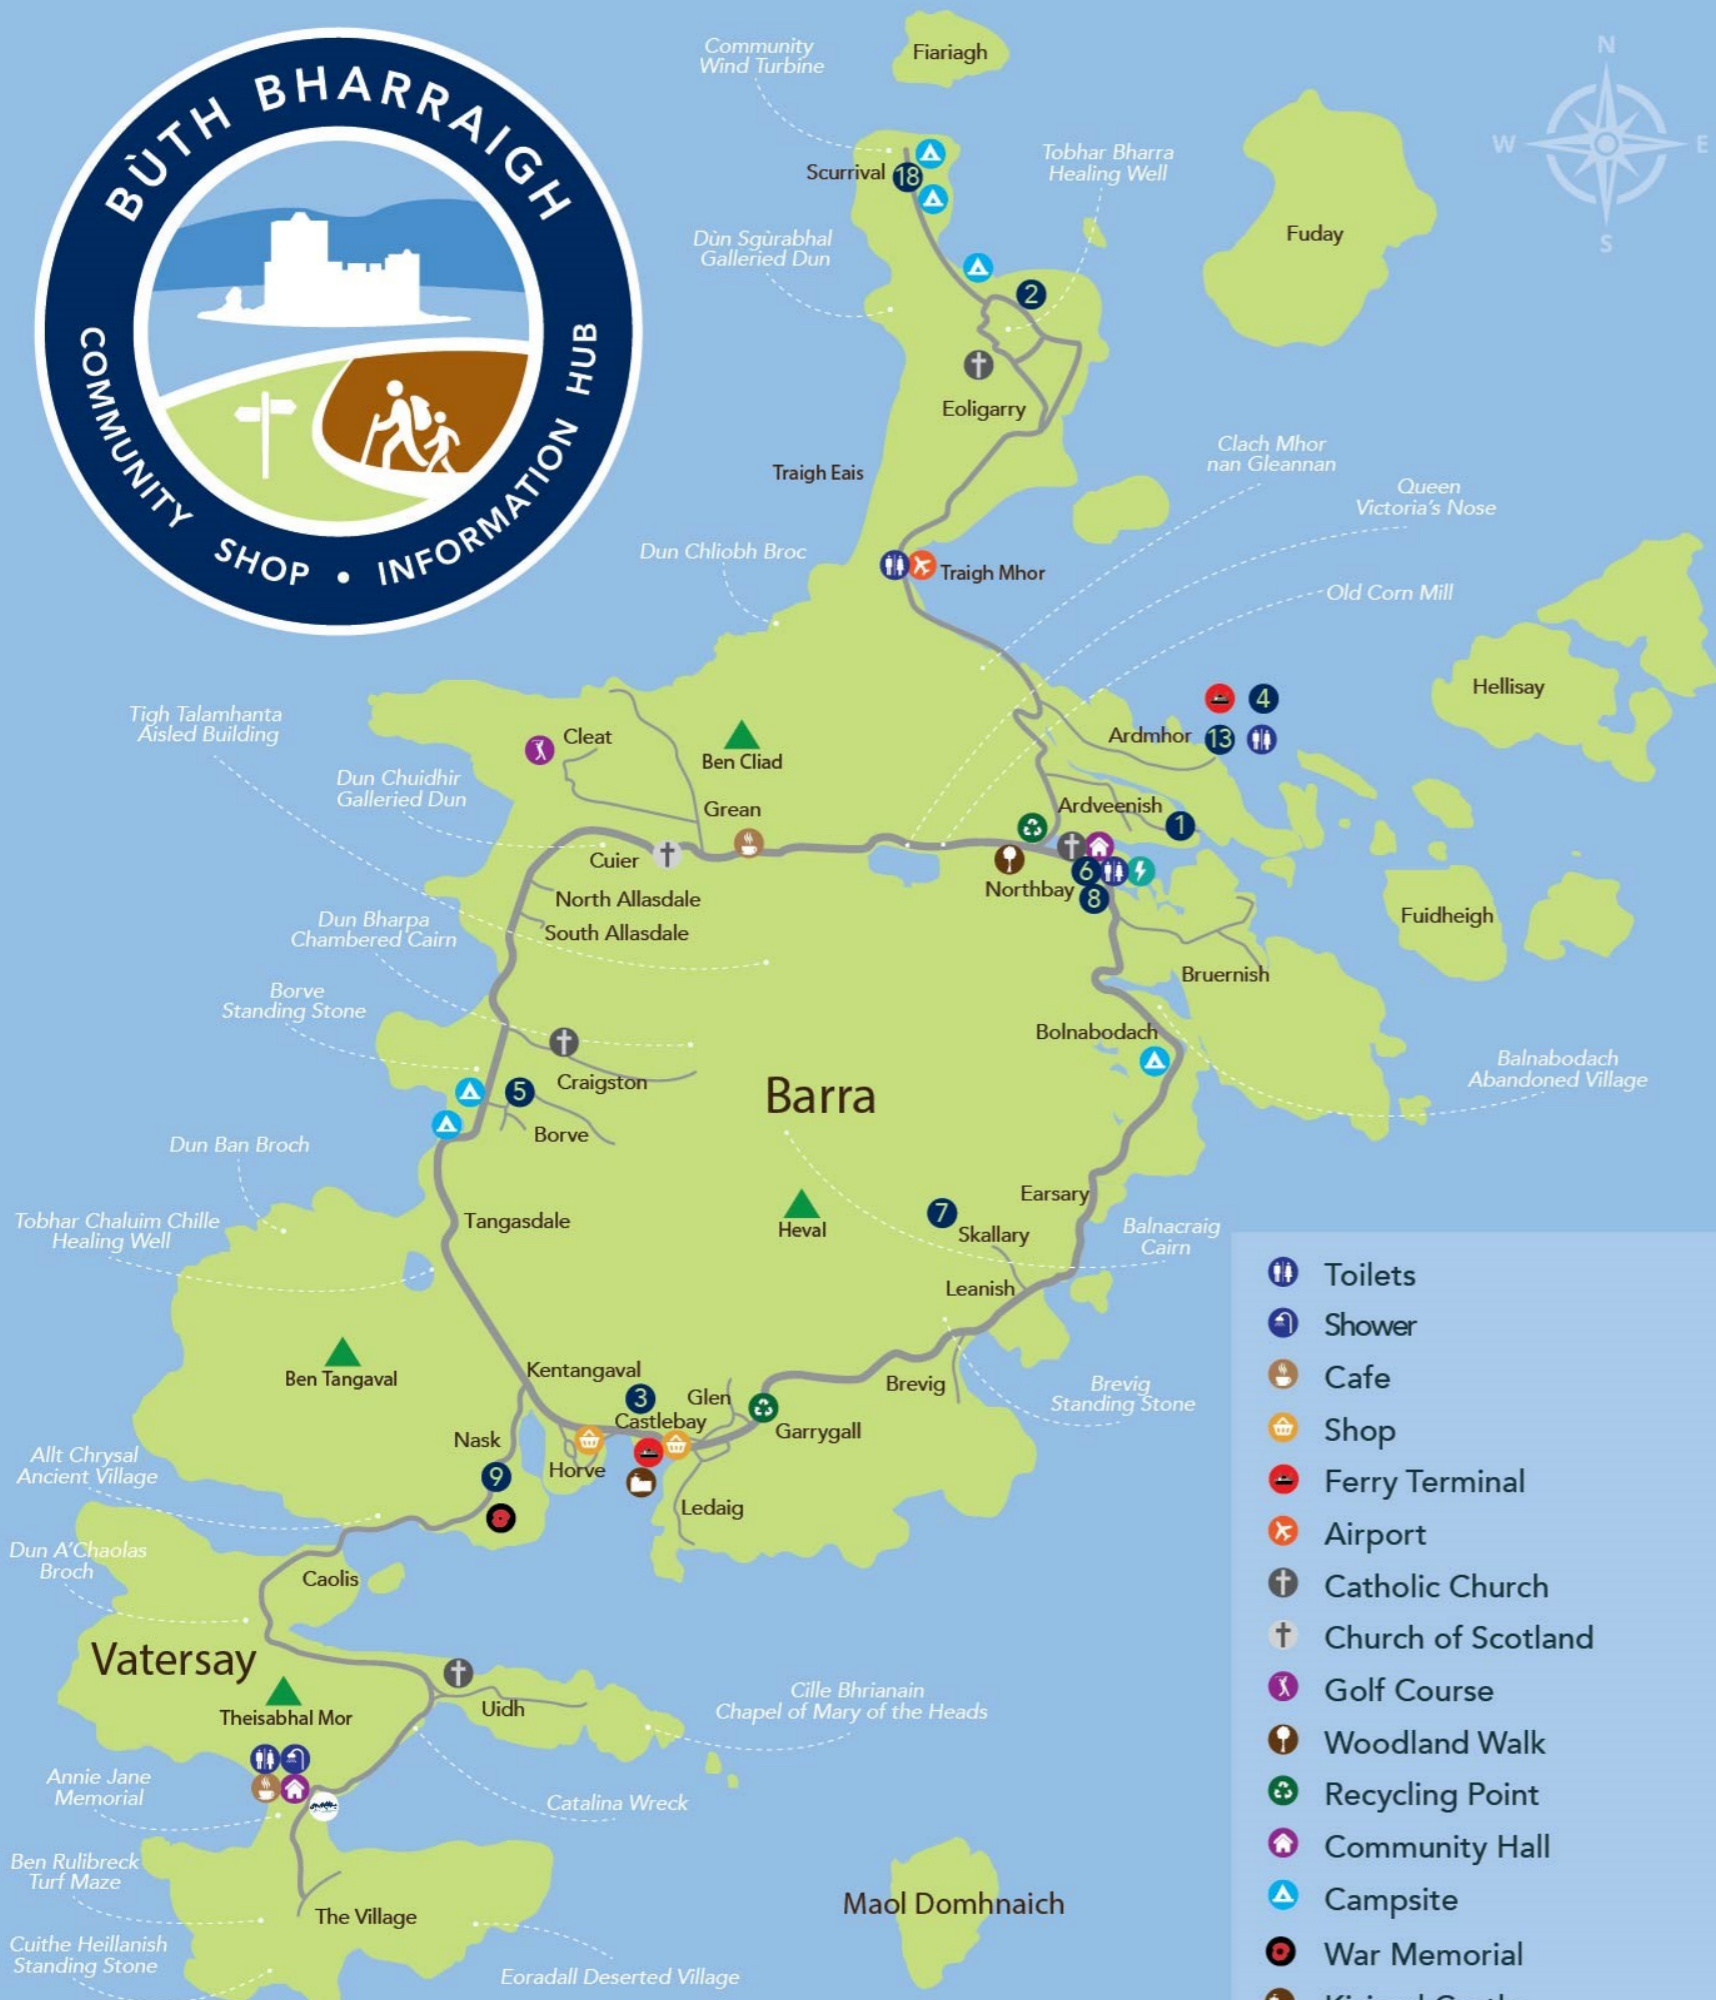 BÙTH BHARRAIGH
COMMUNITY SHOP • INFORMATION HUB
N
W
E
S
Community
Wind Turbine
Fiariagh
Scurrival
18
Tobhar Bharra
Healing Well
Fuday
Dùn Sgùrabhal
Galleried Dun
2
Eoligarry
Traigh Eais
Clach Mhor
nan Gleannan
Queen
Victoria's Nose
Dun Chliobh Broc
Traigh Mhor
Old Corn Mill
Hellisay
Tigh Talamhanta
Aisled Building
Cleat
Ben Cliad
4
Ardmhor
13
Dun Chuidhir
Galleried Dun
Grean
Ardveenish
1
Cuier
6
Northbay
8
North Allasdale
South Allasdale
Fuidheigh
Dun Bharpa
Chambered Cairn
Bruernish
Borve
Standing Stone
Bolnabodach
Balnabodach
Abandoned Village
Craigston
5
Barra
Borve
Dun Ban Broch
Earsary
Tobhar Chaluim Chille
Healing Well
Tangasdale
Heval
7
Skallary
Balnacraig
Cairn
Leanish
Ben Tangaval
Kentangaval
3
Glen
Castlebay
Brevig
Brevig
Standing Stone
Garrygall
Nask
9
Horve
Ledaig
Allt Chrysal
Ancient Village
Dun A'Chaolas
Broch
Caolis
Vatersay
Theisabhal Mor
Uidh
Cille Bhrianain
Chapel of Mary of the Heads
Annie Jane
Memorial
Catalina Wreck
Ben Rulibreck
Turf Maze
The Village
Maol Domhnaich
Cuithe Heillanish
Standing Stone
Eoradall Deserted Village
Toilets
Shower
Cafe
Shop
Ferry Terminal
Airport
Catholic Church
Church of Scotland
Golf Course
Woodland Walk
Recycling Point
Community Hall
Campsite
War Memorial